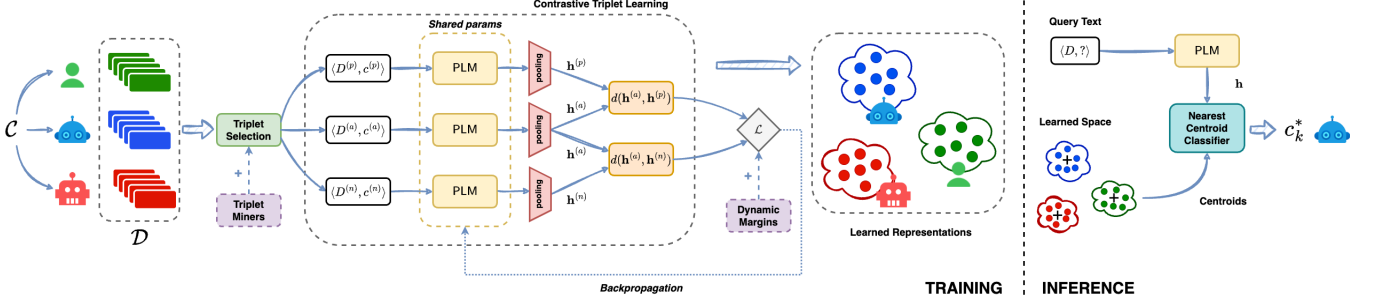 Contrastive Triplet Learning
Shared params
⟨D^(p), c^(p)⟩
PLM
pooling
h^(p)
d(h^(a), h^(p))
C
Triplet
Selection
⟨D^(a), c^(a)⟩
PLM
pooling
h^(a)
h^(a)
d(h^(a), h^(n))
L
⟨D^(n), c^(n)⟩
PLM
pooling
h^(n)
+
Triplet
Miners
+
Dynamic
Margins
D
Backpropagation
Learned Representations
TRAINING
Query Text
⟨D, ?⟩
PLM
h
Learned Space
Nearest
Centroid
Classifier
c*_k
+
+
+
Centroids
INFERENCE